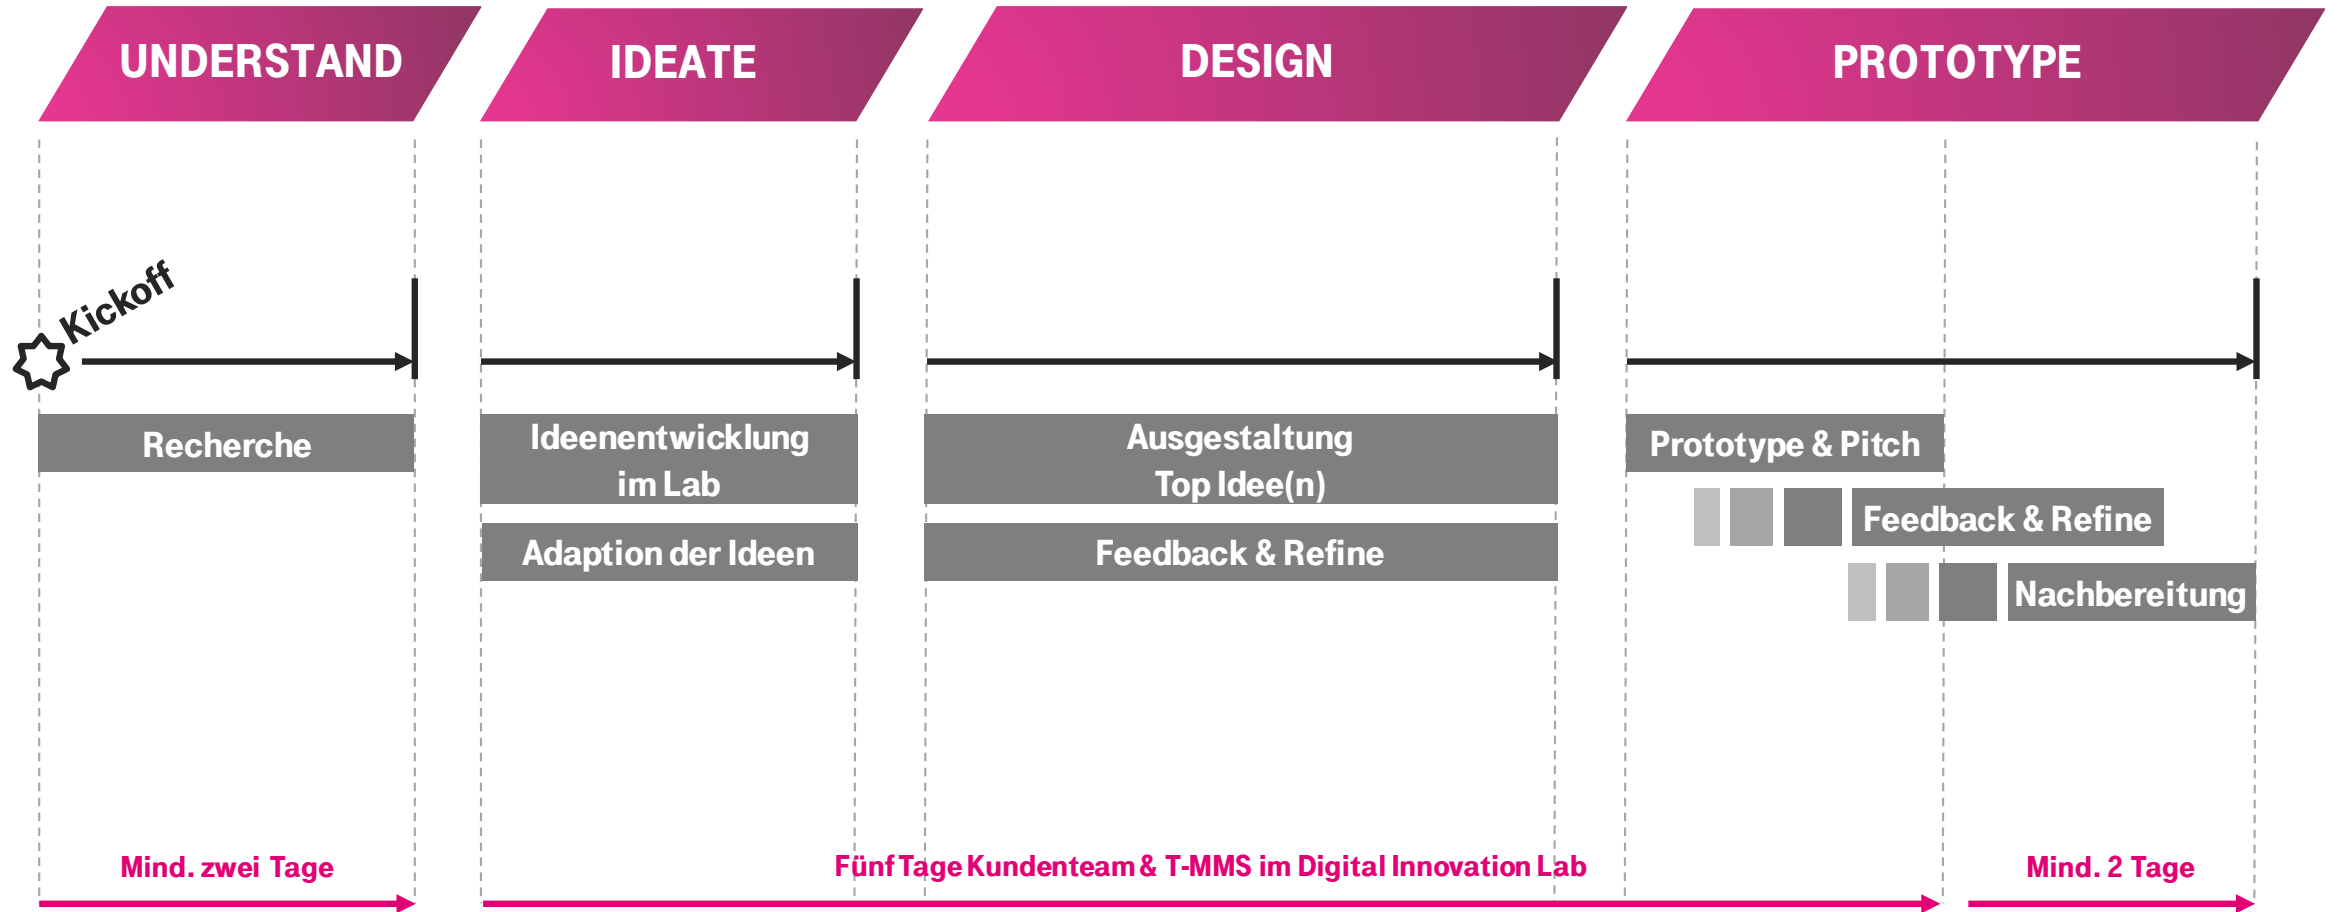 UNDERSTAND
IDEATE
DESIGN
PROTOTYPE
Kickoff
Recherche
Ideenentwicklung
im Lab
Adaption der Ideen
Ausgestaltung
Top Idee(n)
Feedback & Refine
Prototype & Pitch
Feedback & Refine
Nachbereitung
Mind. zwei Tage
Fünf Tage Kundenteam & T-MMS im Digital Innovation Lab
Mind. 2 Tage